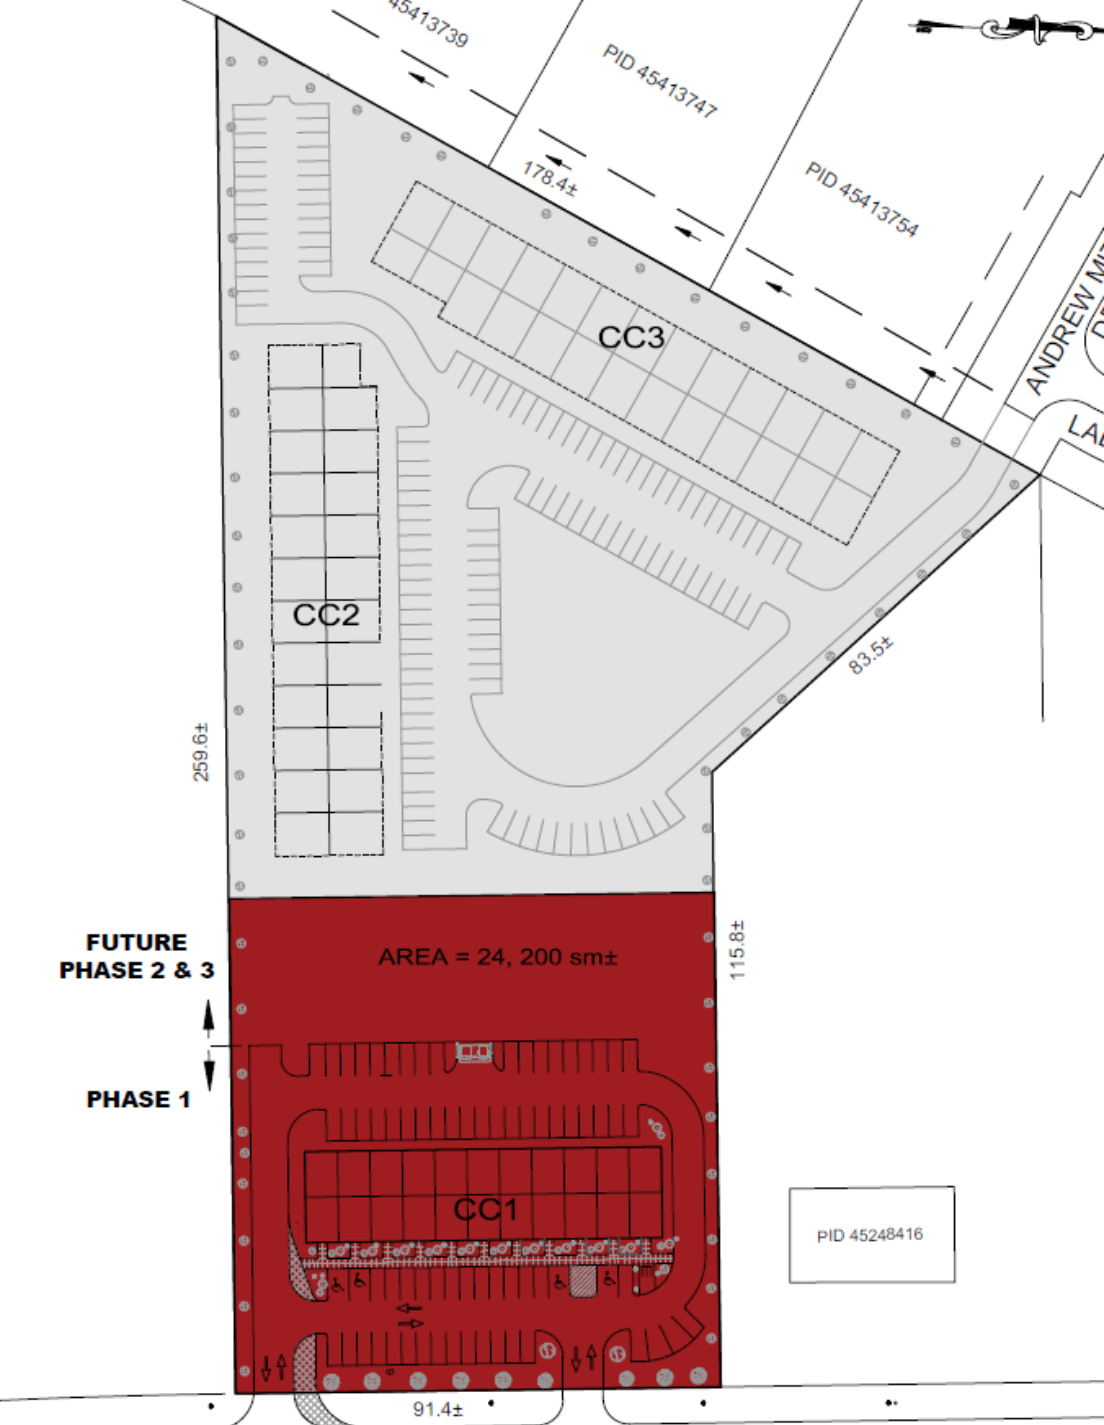 45413739
PID 45413747
178.4±
PID 45413754
ANDREW MIT
CC3
CC2
83.5±
259.6±
FUTURE
PHASE 2 & 3
AREA = 24, 200 sm±
115.8±
PHASE 1
CC1
PID 45248416
91.4±